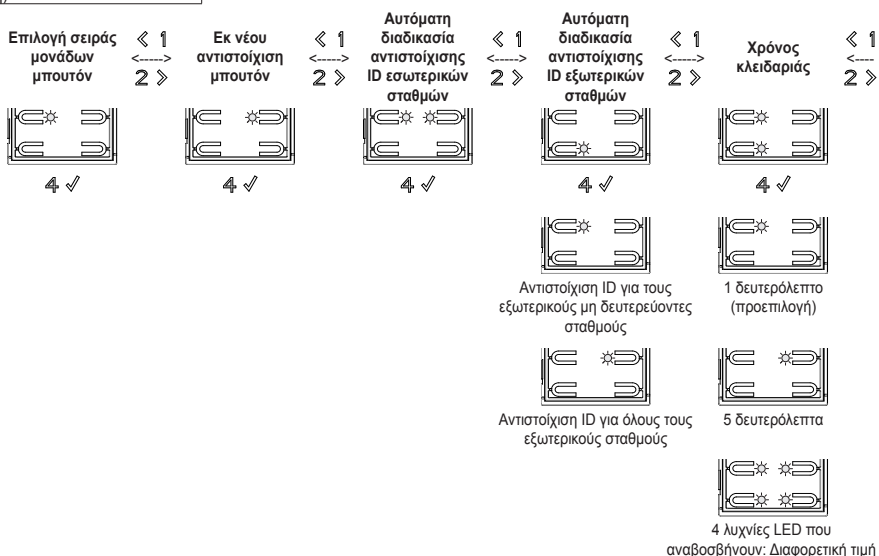 Επιλογή σειράς
μονάδων
μπουτόν
« 1
<----->
2 »
Εκ νέου
αντιστοίχιση
μπουτόν
« 1
<----->
2 »
Αυτόματη
διαδικασία
αντιστοίχισης
ID εσωτερικών
σταθμών
« 1
<----->
2 »
Αυτόματη
διαδικασία
αντιστοίχισης
ID εξωτερικών
σταθμών
« 1
<----->
2 »
Χρόνος
κλειδαριάς
« 1
<----
2 »
4 ✓
4 ✓
4 ✓
4 ✓
4 ✓
Αντιστοίχιση ID για τους
εξωτερικούς μη δευτερεύοντες
σταθμούς
1 δευτερόλεπτο
(προεπιλογή)
Αντιστοίχιση ID για όλους τους
εξωτερικούς σταθμούς
5 δευτερόλεπτα
4 λυχνίες LED που
αναβοσβήνουν: Διαφορετική τιμή